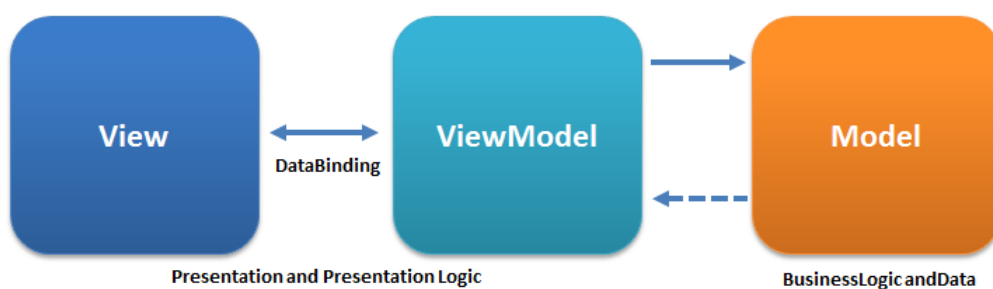 View
ViewModel
Model
DataBinding
Presentation and Presentation Logic
BusinessLogic andData